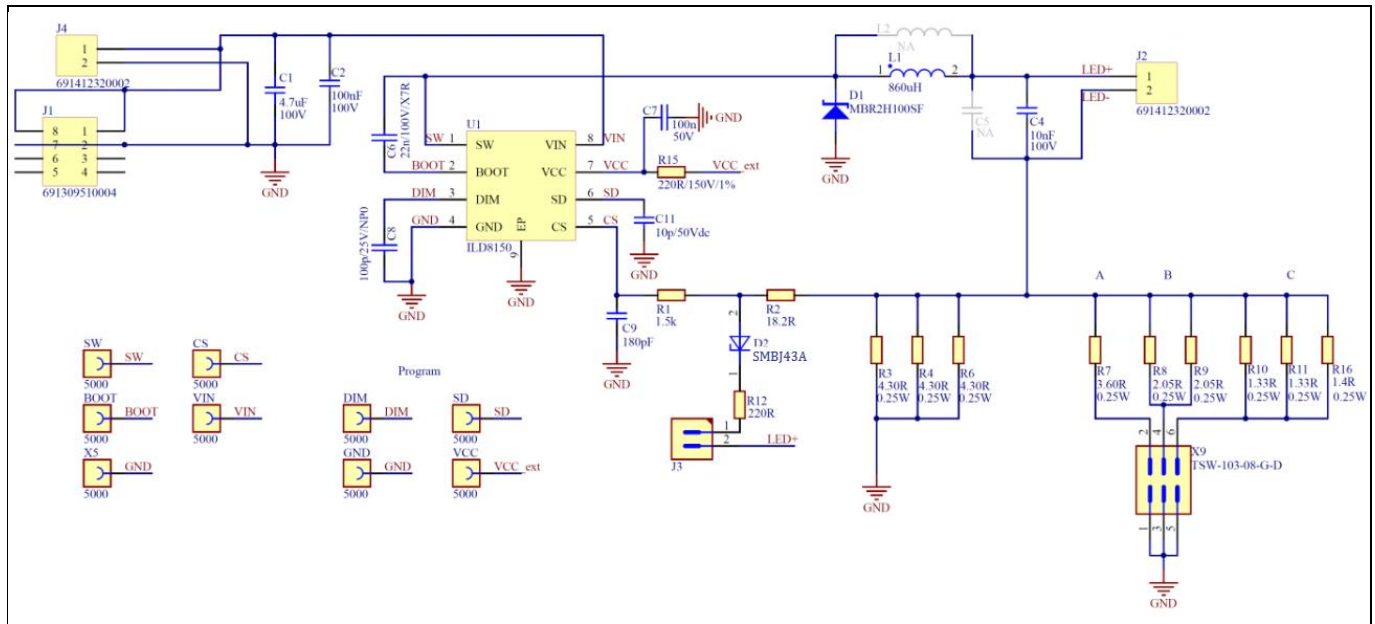 J4
1
2
691412320002
J1
8 1
7 2
6 3
5 4
691309510004
C1
4.7uF
100V
C2
100nF
100V
GND
C6
22n/100V/X7R
U1
SW 1 SW VIN 8 VIN
BOOT 2 BOOT VCC 7 VCC
DIM 3 DIM SD 6 SD
GND 4 GND CS 5 CS
EP
9
ILD8150
GND
C8
100p/25V/NP0
GND
C7
100n
50V
GND
R15
VCC_ext
220R/150V/1%
C11
10p/50Vdc
GND
L2
NA
L1
1 2
860uH
D1
MBR2H100SF
GND
C5
NA
C4
10nF
100V
LED+
LED-
J2
1
2
691412320002
R1
1.5k
R2
18.2R
C9
180pF
GND
2
D2
SMBJ43A
1
R12
220R
1
2
LED+
J3
R3
4.30R
0.25W
R4
4.30R
0.25W
R6
4.30R
0.25W
GND
A B C
R7
3.60R
0.25W
R8
2.05R
0.25W
R9
2.05R
0.25W
R10
1.33R
0.25W
R11
1.33R
0.25W
R16
1.4R
0.25W
2 4 6
X9
TSW-103-08-G-D
1 3 5
GND
SW
SW
5000
CS
CS
5000
BOOT
BOOT
5000
VIN
VIN
5000
X5
GND
5000
Program
DIM
DIM
5000
SD
SD
5000
GND
GND
5000
VCC
VCC_ext
5000